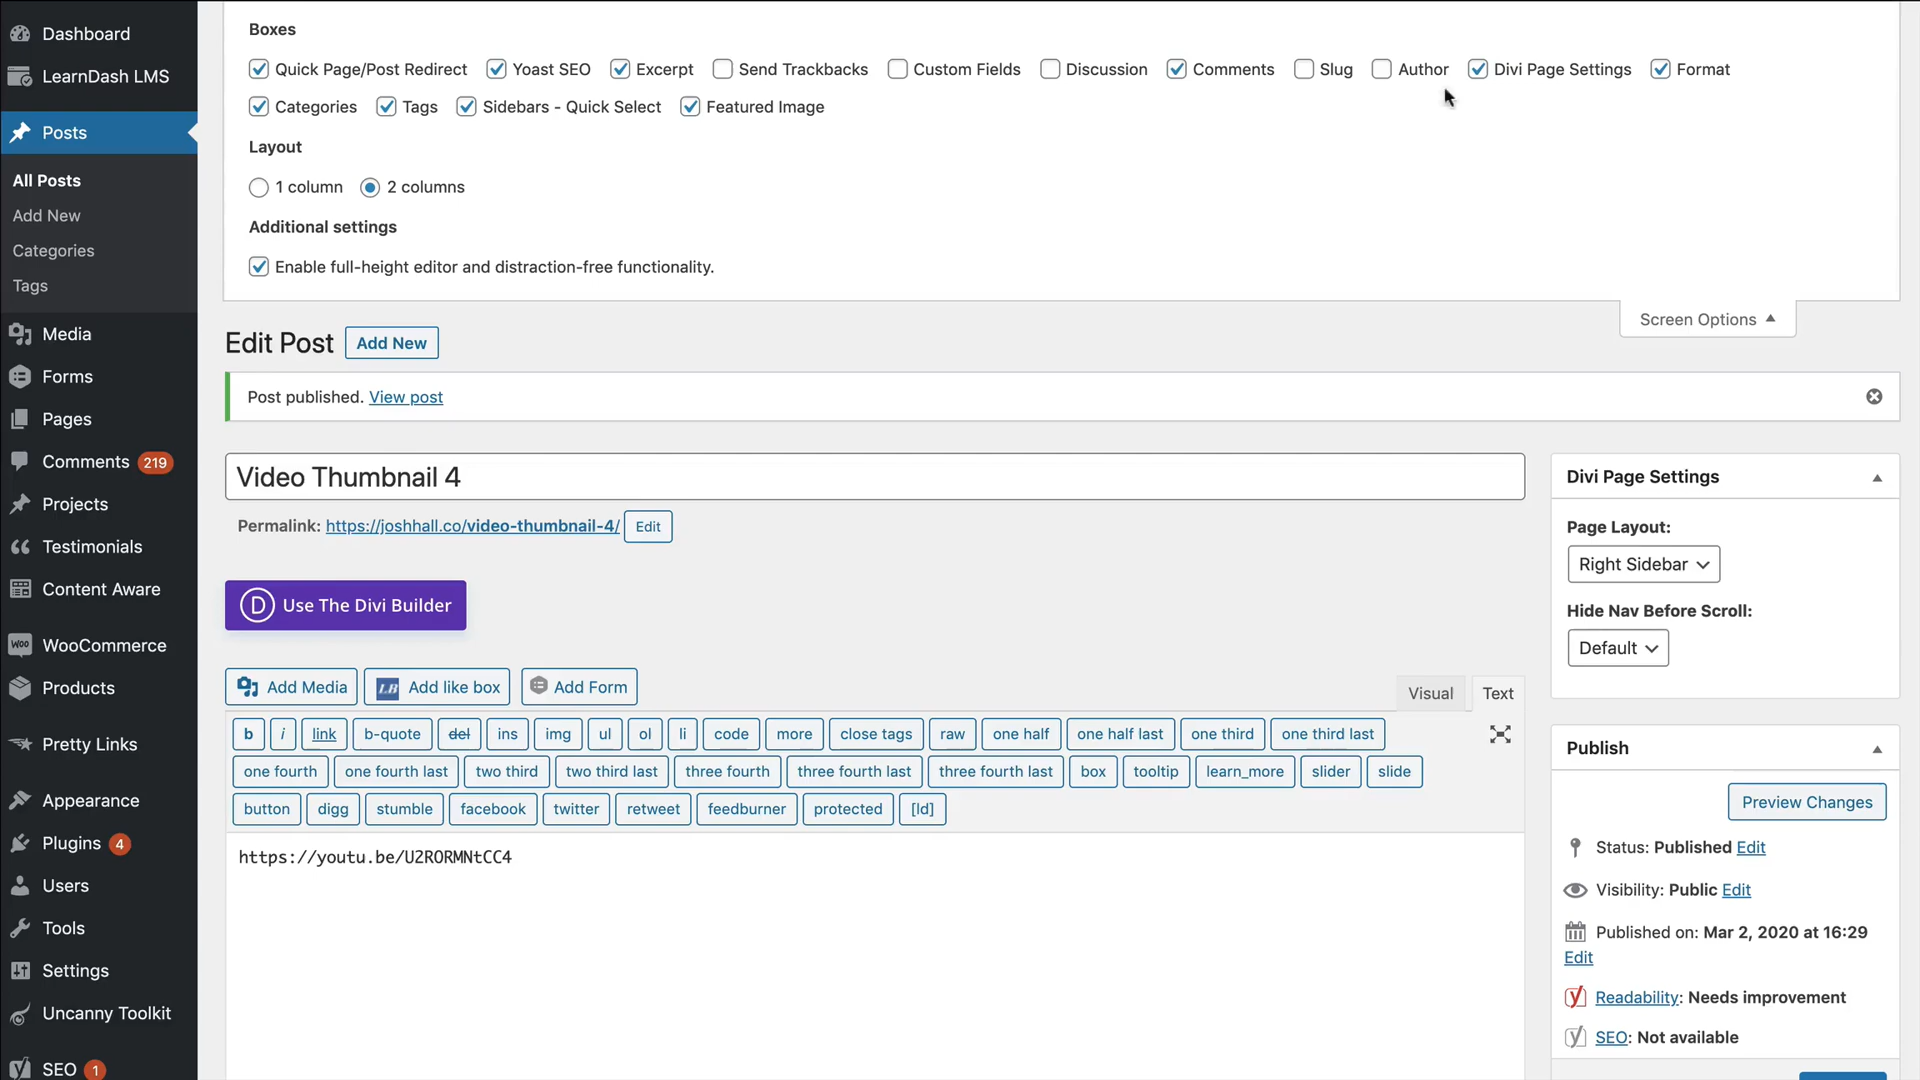 Dashboard
LearnDash LMS
Posts
All Posts
Add New
Categories
Tags
Media
Forms
Pages
Comments 219
Projects
Testimonials
Content Aware
WooCommerce
Products
Pretty Links
Appearance
Plugins 4
Users
Tools
Settings
Uncanny Toolkit
SEO 1
Boxes
Quick Page/Post Redirect Yoast SEO Excerpt Send Trackbacks Custom Fields Discussion Comments Slug Author Divi Page Settings Format
Categories Tags Sidebars - Quick Select Featured Image
Layout
1 column 2 columns
Additional settings
Enable full-height editor and distraction-free functionality.
Screen Options
Edit Post Add New
Post published. View post
Video Thumbnail 4
Permalink: https://joshhall.co/video-thumbnail-4/ Edit
D Use The Divi Builder
Add Media LB Add like box Add Form
Visual Text
b i link b-quote del ins img ul ol li code more close tags raw one half one half last one third one third last
one fourth one fourth last two third two third last three fourth three fourth last three fourth last box tooltip learn_more slider slide
button digg stumble facebook twitter retweet feedburner protected [ld]
https://youtu.be/U2RORMNtCC4
Divi Page Settings
Page Layout:
Right Sidebar
Hide Nav Before Scroll:
Default
Publish
Preview Changes
Status: Published Edit
Visibility: Public Edit
Published on: Mar 2, 2020 at 16:29
Edit
Readability: Needs improvement
SEO: Not available